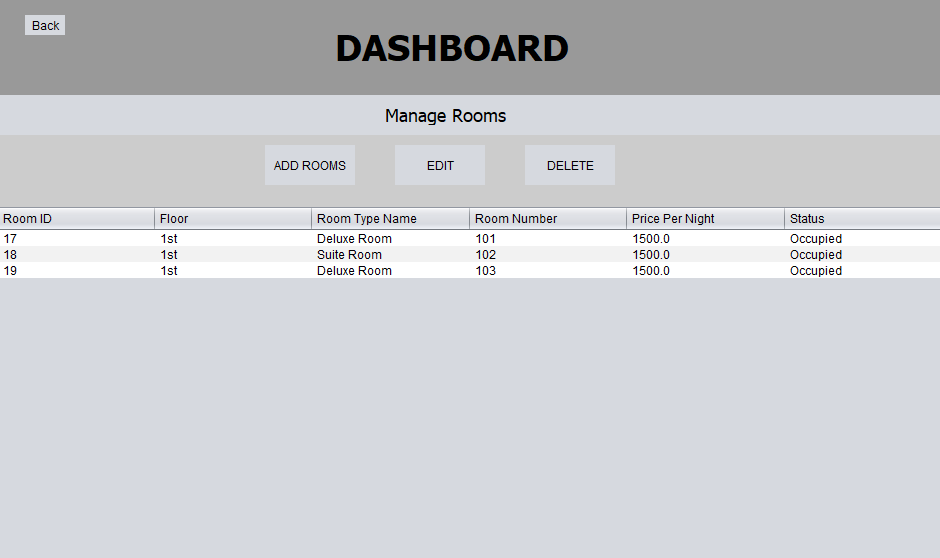 Back
DASHBOARD
Manage Rooms
ADD ROOMS EDIT DELETE
Room ID Floor Room Type Name Room Number Price Per Night Status
17 1st Deluxe Room 101 1500.0 Occupied
18 1st Suite Room 102 1500.0 Occupied
19 1st Deluxe Room 103 1500.0 Occupied